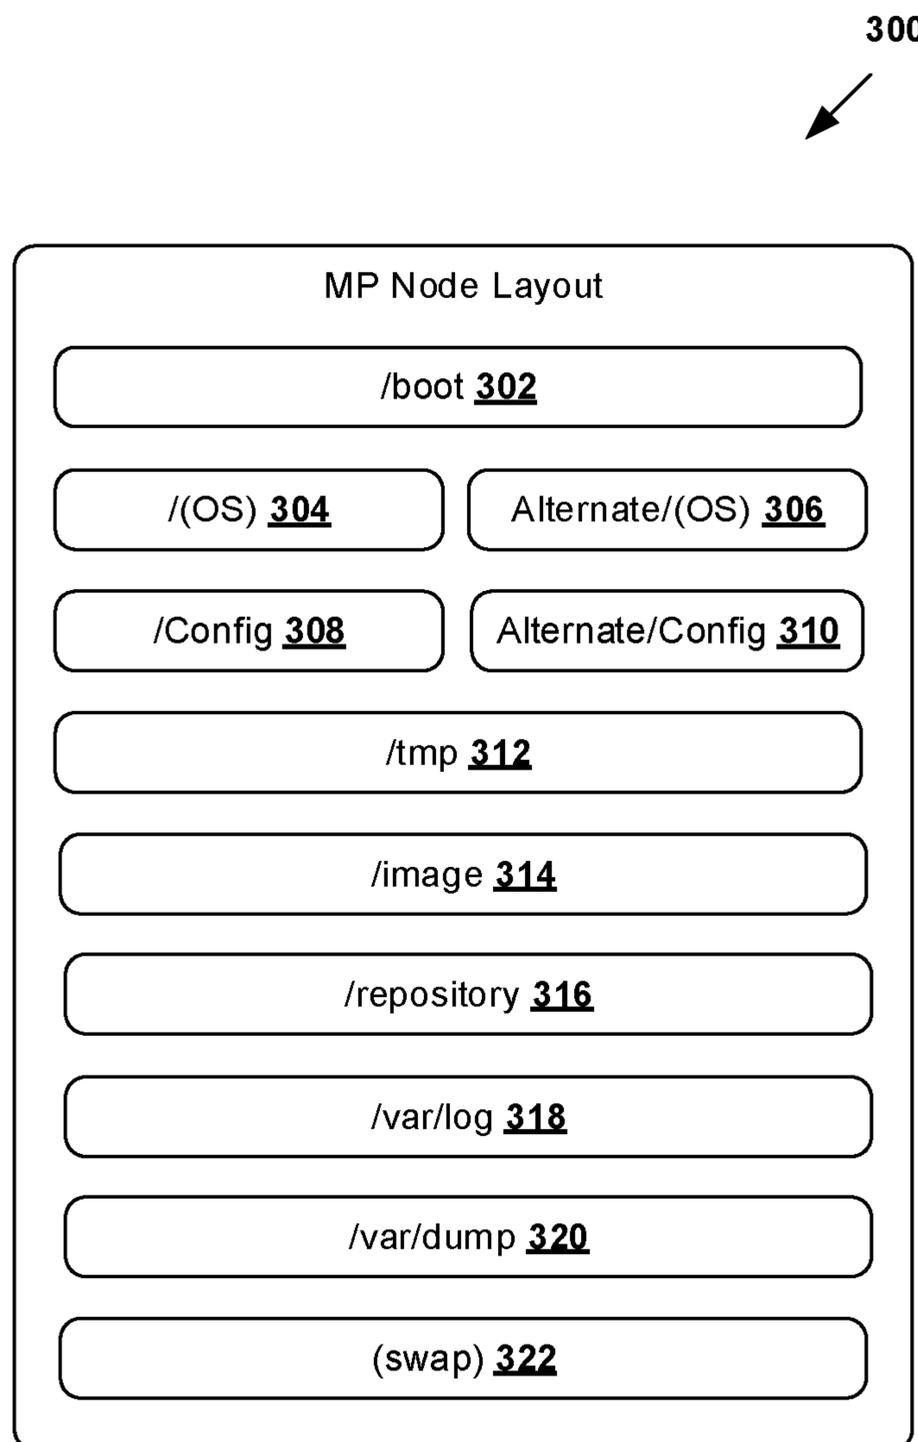 300
MP Node Layout
/boot 302
/(OS) 304
Alternate/(OS) 306
/Config 308
Alternate/Config 310
/tmp 312
/image 314
/repository 316
/var/log 318
/var/dump 320
(swap) 322